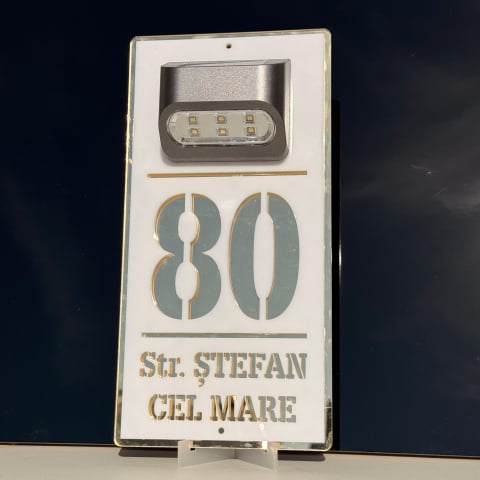 80
Str. ȘTEFAN
CEL MARE